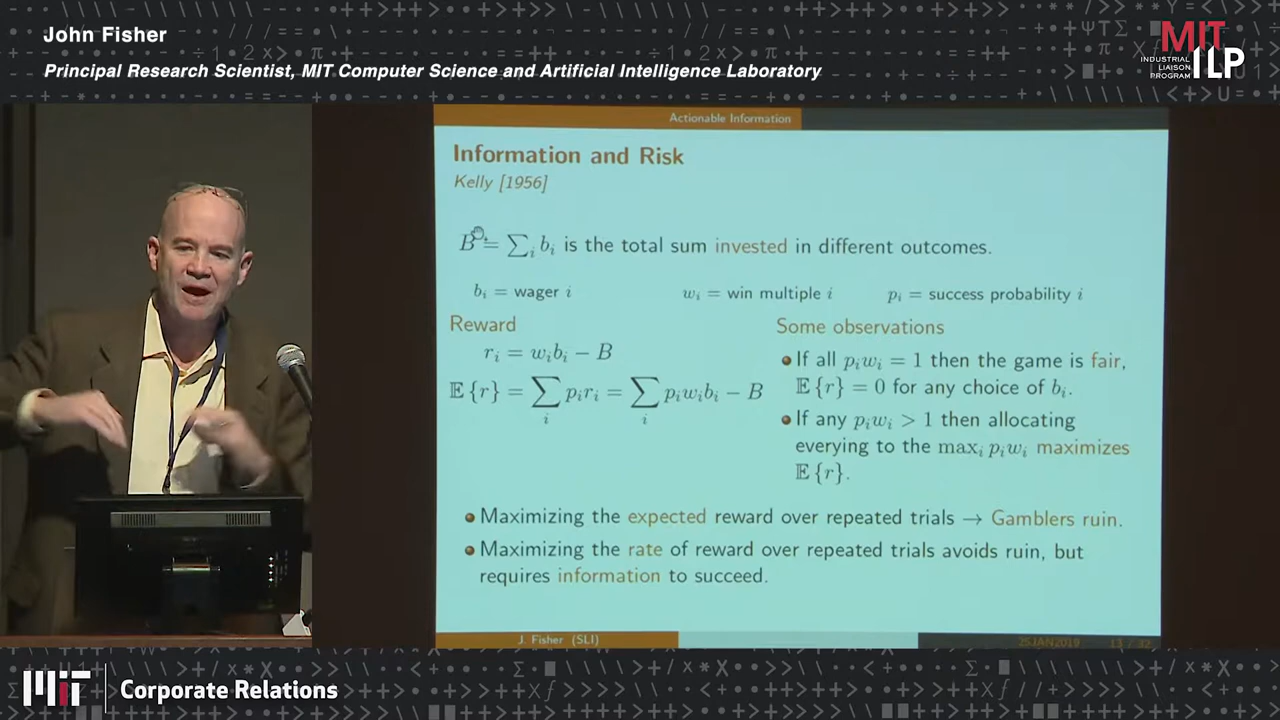 John Fisher
Principal Research Scientist, MIT Computer Science and Artificial Intelligence Laboratory
MIT
INDUSTRIAL
LIAISON
PROGRAM
ILP
Actionable Information
Information and Risk
Kelly [1956]
B = ∑ᵢ bᵢ is the total sum invested in different outcomes.
bᵢ = wager i
wᵢ = win multiple i
pᵢ = success probability i
Reward
rᵢ = wᵢbᵢ − B
𝔼{r} = ∑ᵢ pᵢrᵢ = ∑ᵢ pᵢwᵢbᵢ − B
Some observations
If all pᵢwᵢ = 1 then the game is fair,
𝔼{r} = 0 for any choice of bᵢ.
If any pᵢwᵢ > 1 then allocating
everying to the maxᵢ pᵢwᵢ maximizes
𝔼{r}.
Maximizing the expected reward over repeated trials → Gamblers ruin.
Maximizing the rate of reward over repeated trials avoids ruin, but
requires information to succeed.
J. Fisher (SLI)
25JAN2019
MIT
Corporate Relations